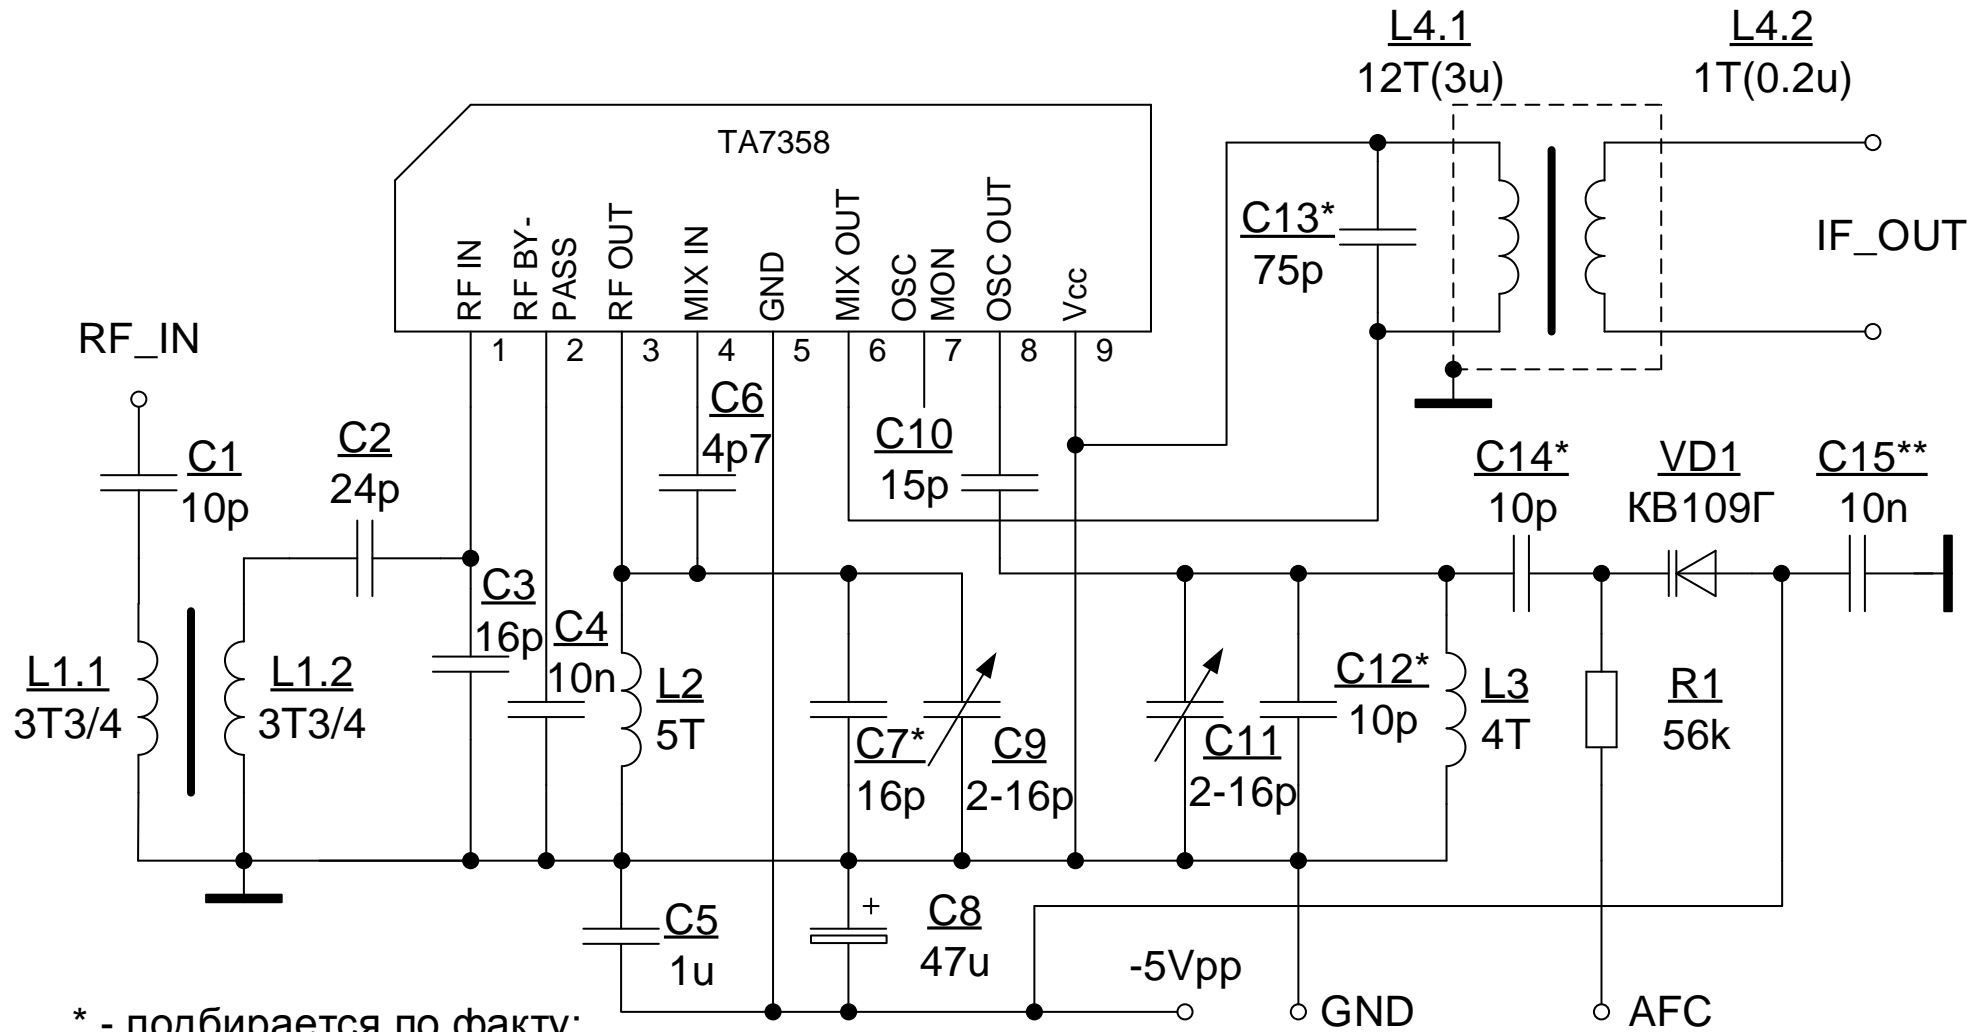 L4.1
12T(3u)
L4.2
1T(0.2u)
TA7358
RF IN
RF BY-
PASS
RF OUT
MIX IN
GND
MIX OUT
OSC
MON
OSC OUT
Vcc
1
2
3
4
5
6
7
8
9
C13*
75p
IF_OUT
RF_IN
C1
10p
C2
24p
C6
4p7
C10
15p
C14*
10p
VD1
КВ109Г
C15**
10n
C3
16p
C4
10n
L1.1
3T3/4
L1.2
3T3/4
L2
5T
C7*
16p
C9
2-16p
C11
2-16p
C12*
10p
L3
4T
R1
56k
C5
1u
+
C8
47u
-5Vpp
GND
AFC
* - подбирается по факту;